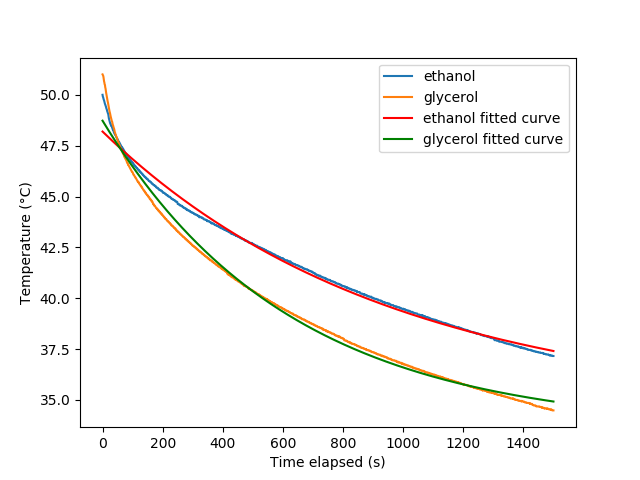 ethanol
glycerol
ethanol fitted curve
glycerol fitted curve
50.0
47.5
45.0
42.5
40.0
37.5
35.0
Temperature (°C)
0 200 400 600 800 1000 1200 1400
Time elapsed (s)